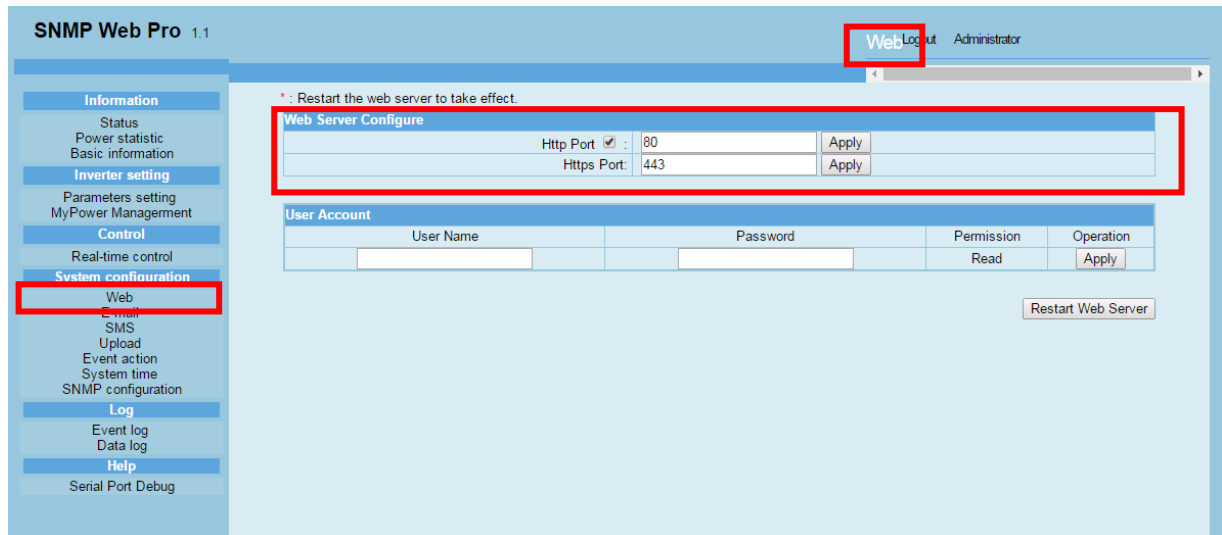 SNMP Web Pro 1.1
Web Logout Administrator
Information
Status
Power statistic
Basic information
Inverter setting
Parameters setting
MyPower Managerment
Control
Real-time control
System configuration
Web
E-mail
SMS
Upload
Event action
System time
SNMP configuration
Log
Event log
Data log
Help
Serial Port Debug
* : Restart the web server to take effect.
Web Server Configure
Http Port : 80 Apply
Https Port: 443 Apply
User Account
User Name Password Permission Operation
Read Apply
Restart Web Server